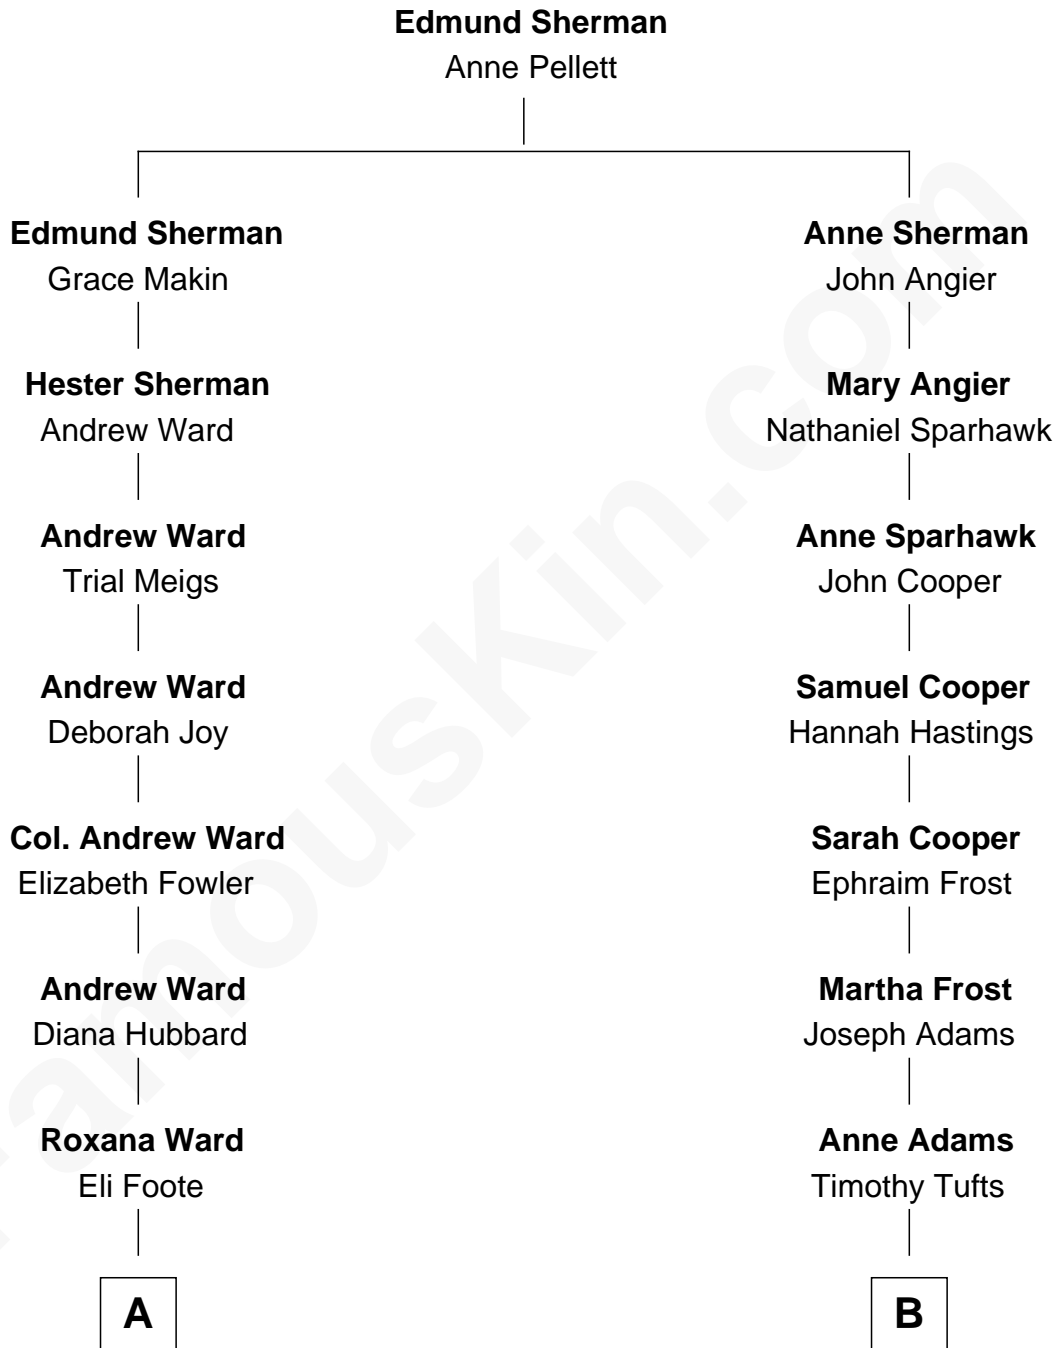 Edmund Sherman
Anne Pellett
Edmund Sherman
Grace Makin
Anne Sherman
John Angier
Hester Sherman
Andrew Ward
Mary Angier
Nathaniel Sparhawk
Andrew Ward
Trial Meigs
Anne Sparhawk
John Cooper
Andrew Ward
Deborah Joy
Samuel Cooper
Hannah Hastings
Col. Andrew Ward
Elizabeth Fowler
Sarah Cooper
Ephraim Frost
Andrew Ward
Diana Hubbard
Martha Frost
Joseph Adams
Roxana Ward
Eli Foote
Anne Adams
Timothy Tufts
A
B
FamousKin.com